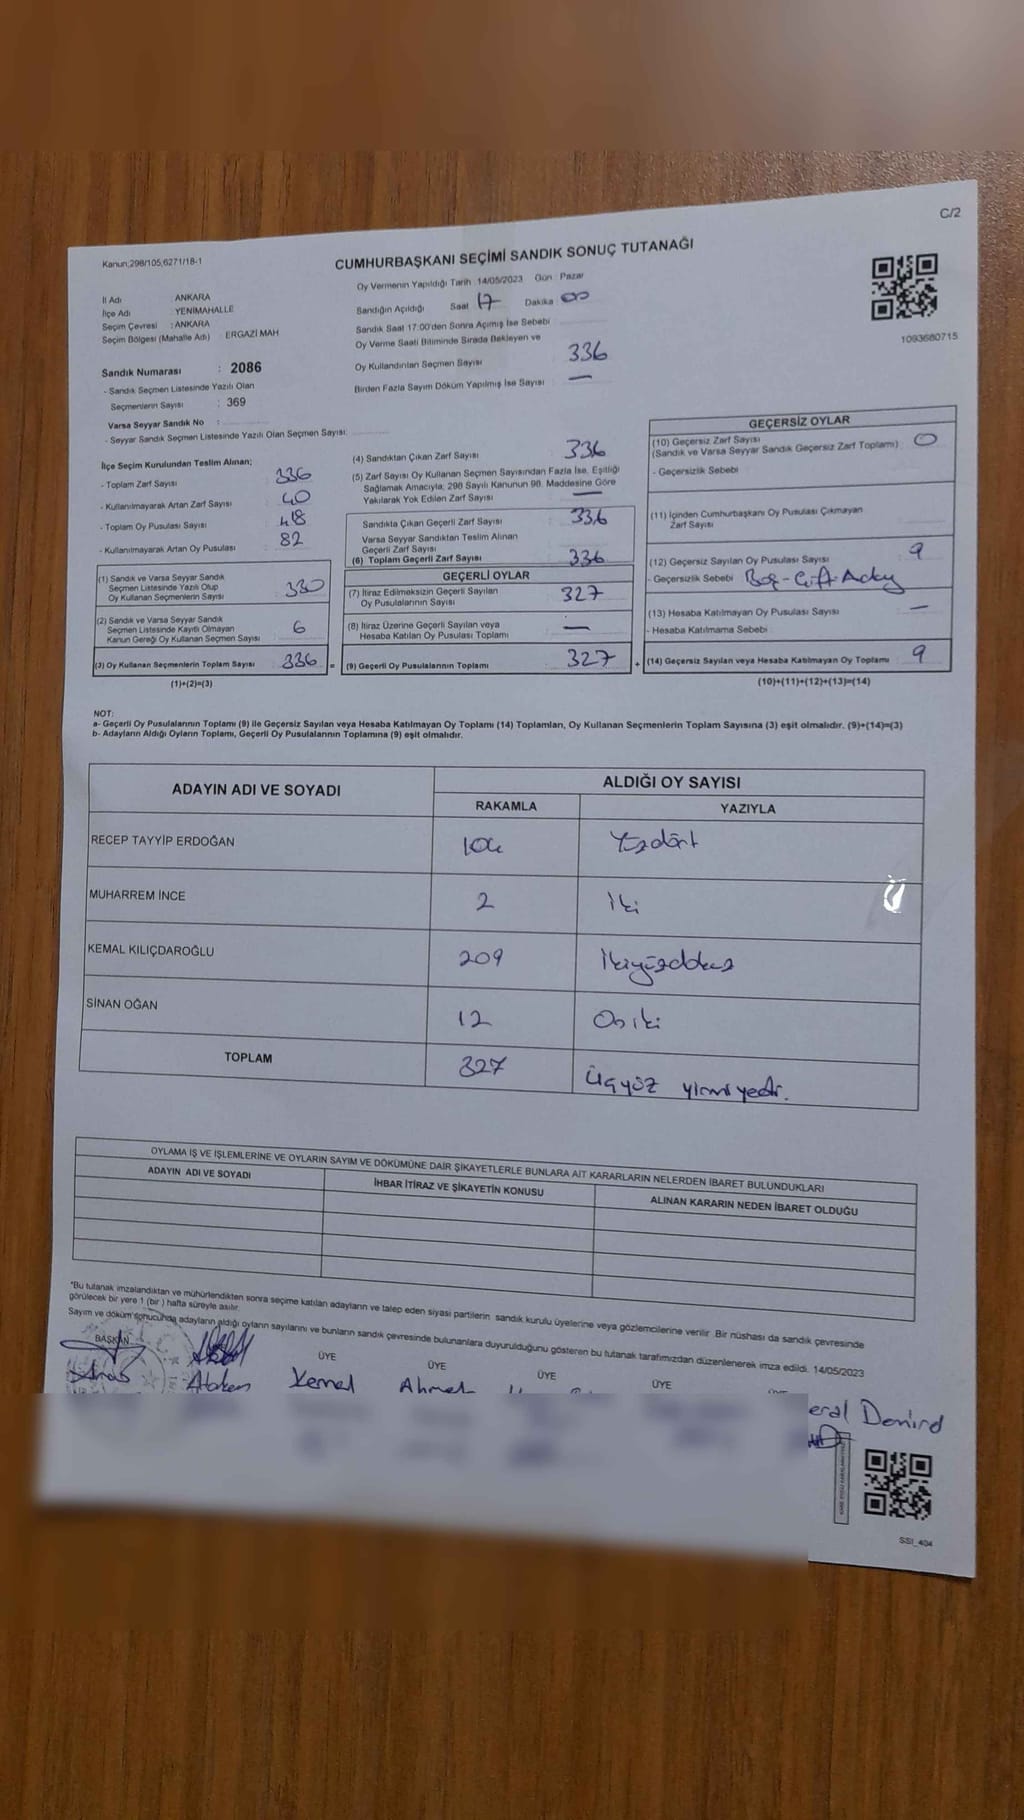 C/2
Kanun;298/105,6271/18-1
CUMHURBAŞKANI SEÇİMİ SANDIK SONUÇ TUTANAĞI
İl Adı ANKARA
İlçe Adı : YENİMAHALLE
Seçim Çevresi : ANKARA
Seçim Bölgesi (Mahalle Adı) ERGAZİ MAH
Sandık Numarası : 2086
- Sandık Seçmen Listesinde Yazılı Olan
Seçmenlerin Sayısı : 369
Varsa Seyyar Sandık No :
- Seyyar Sandık Seçmen Listesinde Yazılı Olan Seçmen Sayısı:
Oy Vermenin Yapıldığı Tarih 14/05/2023 Gün : Pazar
Sandığın Açıldığı Saat 17 Dakika 00
Sandık Saat 17:00'den Sonra Açımış İse Sebebi
Oy Verme Saati Bitiminde Sırada Bekleyen ve
Oy Kullandırılan Seçmen Sayısı 336
Birden Fazla Sayım Döküm Yapılmış İse Sayısı —
1093680715
İlçe Seçim Kurulundan Teslim Alınan;
- Toplam Zarf Sayısı 336
- Kullanılmayarak Artan Zarf Sayısı 40
- Toplam Oy Pusulası Sayısı 418
- Kullanılmayarak Artan Oy Pusulası 82
(1) Sandık ve Varsa Seyyar Sandık
Seçmen Listesinde Yazılı Olup
Oy Kullanan Seçmenlerin Sayısı 330
(2) Sandık ve Varsa Seyyar Sandık
Seçmen Listesinde Kayıtlı Olmayan
Kanun Gereği Oy Kullanan Seçmen Sayısı 6
(3) Oy Kullanan Seçmenlerin Toplam Sayısı 336 =
(1)+(2)=(3)
(4) Sandıktan Çıkan Zarf Sayısı 336
(5) Zarf Sayısı Oy Kullanan Seçmen Sayısından Fazla İse, Eşitliği
Sağlamak Amacıyla; 298 Sayılı Kanunun 98. Maddesine Göre
Yakılarak Yok Edilen Zarf Sayısı —
Sandıkta Çıkan Geçerli Zarf Sayısı 336
Varsa Seyyar Sandıktan Teslim Alınan
Geçerli Zarf Sayısı
(6) Toplam Geçerli Zarf Sayısı 336
GEÇERLİ OYLAR
(7) İtiraz Edilmeksizin Geçerli Sayılan
Oy Pusulalarının Sayısı 327
(8) İtiraz Üzerine Geçerli Sayılan veya
Hesaba Katılan Oy Pusulası Toplamı —
(9) Geçerli Oy Pusulalarının Toplamı 327 +
GEÇERSİZ OYLAR
(10) Geçersiz Zarf Sayısı
(Sandık ve Varsa Seyyar Sandık Geçersiz Zarf Toplamı) 0
- Geçersizlik Sebebi
(11) İçinden Cumhurbaşkanı Oy Pusulası Çıkmayan
Zarf Sayısı
(12) Geçersiz Sayılan Oy Pusulası Sayısı 9
- Geçersizlik Sebebi Boş-Çift Aday
(13) Hesaba Katılmayan Oy Pusulası Sayısı —
- Hesaba Katılmama Sebebi
(14) Geçersiz Sayılan veya Hesaba Katılmayan Oy Toplamı 9
(10)+(11)+(12)+(13)=(14)
NOT:
a- Geçerli Oy Pusulalarının Toplamı (9) ile Geçersiz Sayılan veya Hesaba Katılmayan Oy Toplamı (14) Toplamları, Oy Kullanan Seçmenlerin Toplam Sayısına (3) eşit olmalıdır. (9)+(14)=(3)
b- Adayların Aldığı Oyların Toplamı, Geçerli Oy Pusulalarının Toplamına (9) eşit olmalıdır.
ADAYIN ADI VE SOYADI ALDIĞI OY SAYISI
RAKAMLA YAZIYLA
RECEP TAYYİP ERDOĞAN 104 Yüzdört
MUHARREM İNCE 2 İki
KEMAL KILIÇDAROĞLU 209 İkiyüzdokuz
SİNAN OĞAN 12 Oniki
TOPLAM 327 Üçyüz yirmiyedi.
OYLAMA İŞ VE İŞLEMLERİNE VE OYLARIN SAYIM VE DÖKÜMÜNE DAİR ŞİKAYETLERLE BUNLARA AİT KARARLARIN NELERDEN İBARET BULUNDUKLARI
ADAYIN ADI VE SOYADI İHBAR İTİRAZ VE ŞİKAYETİN KONUSU ALINAN KARARIN NEDEN İBARET OLDUĞU
"Bu tutanak imzalandıktan ve mühürlendikten sonra seçime katılan adayların ve talep eden siyasi partilerin sandık kurulu üyelerine veya gözlemcilerine verilir. Bir nüshası da sandık çevresinde
görülecek bir yere 1 (bir) hafta süreyle asılır.
Sayım ve döküm sonucunda adayların aldığı oyların sayılarını ve bunların sandık çevresinde bulunanlara duyurulduğunu gösteren bu tutanak tarafımızdan düzenlenerek imza edildi. 14/05/2023
BAŞKAN ÜYE ÜYE ÜYE ÜYE
Kemal Ahmet
eral Demirel
SSI_404